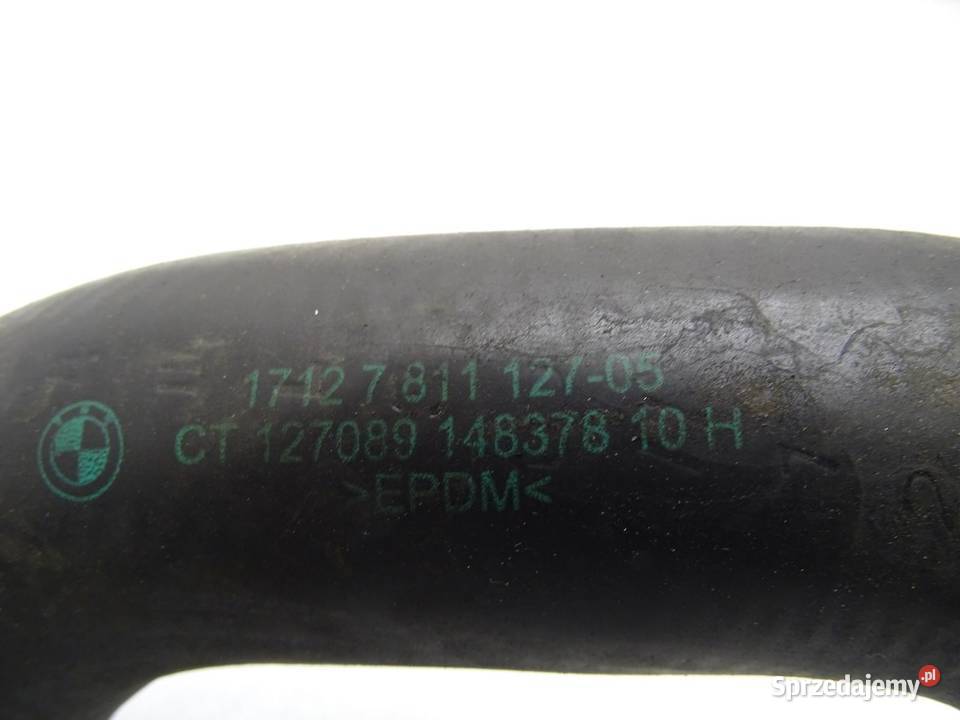 1712 7 811 127-05
CT 127089 148378 10 H
>EPDM<
Sprzedajemy.pl